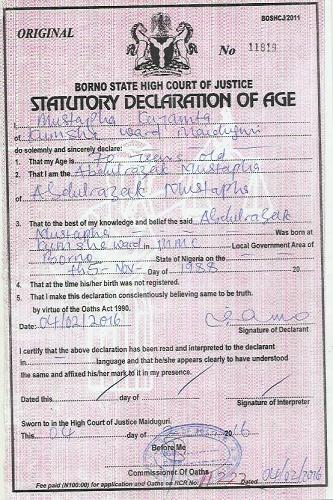 BOSHCJ/2011
ORIGINAL
No 11819
BORNO STATE HIGH COURT OF JUSTICE
STATUTORY DECLARATION OF AGE
I, Mustapha
of Bumshe ward Maiduguri
do solemnly and sincerely declare:
1. That my Age is 70 Years old
2. That I am the Abdulrazak Mustapha
of Abdulrazak Mustapha
3. That to the best of my knowledge and belief the said Abdulrazak
Mustapha Was born at
Bumshe ward in MMC Local Government Area of
Borno State of Nigeria on the
5 - Nov - Day of 1988 20
4. That at the time his/her birth was not registered.
5. That I make this declaration conscientiously believing same to be truth.
by virtue of the Oaths Act 1990.
Date: 04/02/2016
Signature of Declarant
I certify that the above declaration has been read and interpreted to the declarant
in language and that he/she appears clearly to have understood
the same and affixed his/her mark to it in my presence.
Dated this day of Signature of Interpreter
Sworn to in the High Court of Justice Maiduguri.
This 04 day of 2016
Before Me
Commissioner Of Oaths
Fee paid (N100:00) for application and Oaths on RCR No Dated 04/02/2016